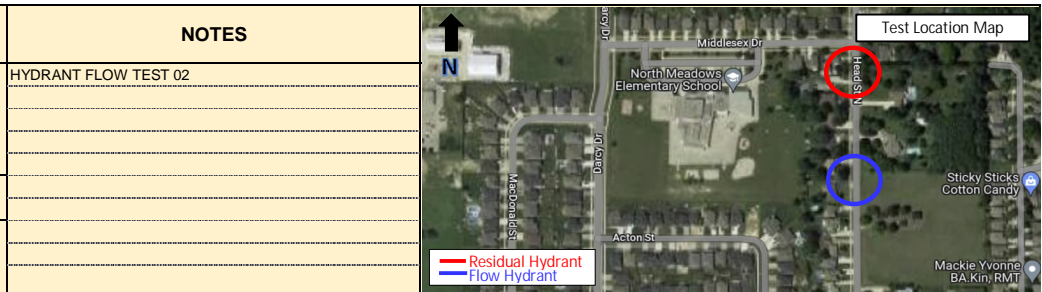 NOTES
HYDRANT FLOW TEST 02
N
Test Location Map
arcy Dr
Middlesex Dr
Head St N
North Meadows
Elementary School
Darcy Dr
MacDonald St
Sticky Sticks
Cotton Candy
Acton St
Mackie Yvonne
BA.Kin, RMT
Residual Hydrant
Flow Hydrant